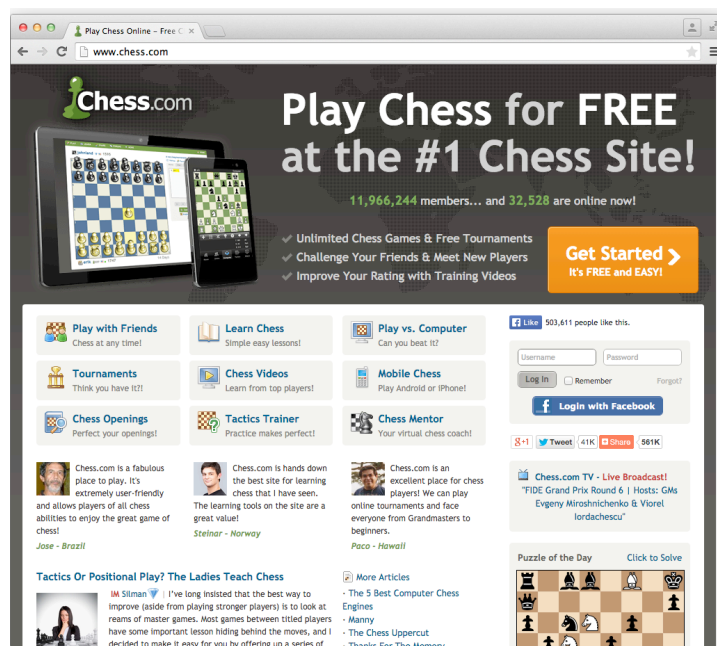 Play Chess Online – Free C
www.chess.com
Chess.com
Play Chess for FREE
at the #1 Chess Site!
11,966,244 members... and 32,528 are online now!
Unlimited Chess Games & Free Tournaments
Challenge Your Friends & Meet New Players
Improve Your Rating with Training Videos
Get Started
It's FREE and EASY!
Play with Friends
Chess at any time!
Learn Chess
Simple easy lessons!
Play vs. Computer
Can you beat it?
Tournaments
Think you have it?!
Chess Videos
Learn from top players!
Mobile Chess
Play Android or iPhone!
Chess Openings
Perfect your openings!
Tactics Trainer
Practice makes perfect!
Chess Mentor
Your virtual chess coach!
Chess.com is a fabulous
place to play. It's
extremely user-friendly
and allows players of all chess
abilities to enjoy the great game of
chess!
Jose - Brazil
Chess.com is hands down
the best site for learning
chess that I have seen.
The learning tools on the site are a
great value!
Steinar - Norway
Chess.com is an
excellent place for chess
players! We can play
online tournaments and face
everyone from Grandmasters to
beginners.
Paco - Hawaii
Tactics Or Positional Play? The Ladies Teach Chess
IM Silman | I've long insisted that the best way to
improve (aside from playing stronger players) is to look at
reams of master games. Most games between titled players
have some important lesson hiding behind the moves, and I
decided to make it easy for you by offering up a series of
More Articles
- The 5 Best Computer Chess
Engines
- Manny
- The Chess Uppercut
- Thanks For The Memory
Like 503,611 people like this.
Username Password
Log In Remember Forgot?
f Login with Facebook
g+1 Tweet 41K Share 561K
Chess.com TV - Live Broadcast!
"FIDE Grand Prix Round 6 | Hosts: GMs
Evgeny Miroshnichenko & Viorel
Iordachescu"
Puzzle of the Day Click to Solve